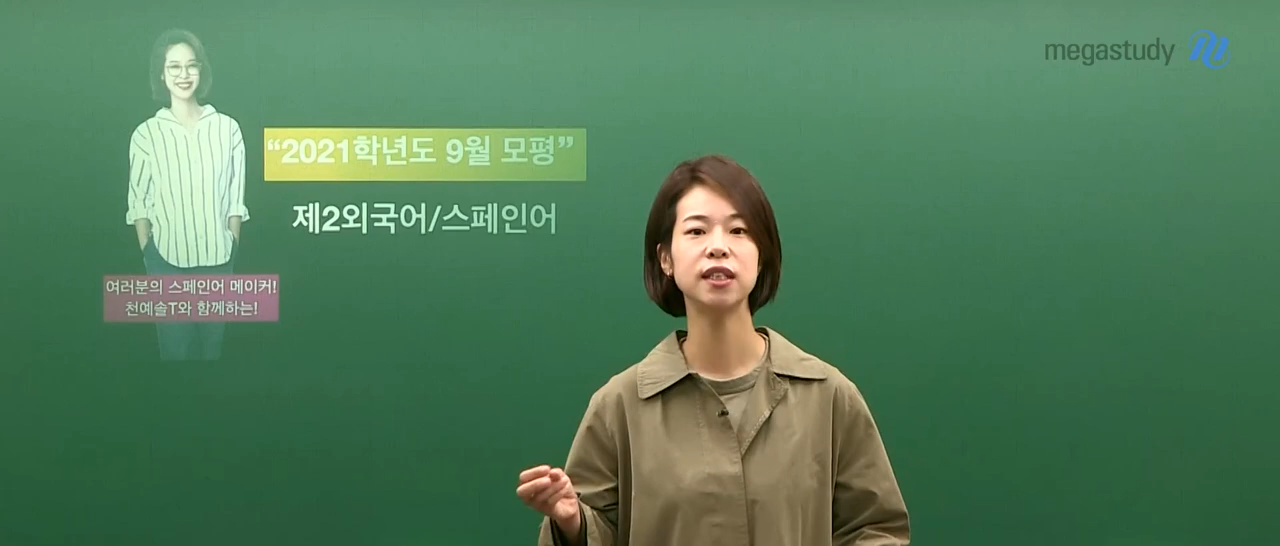 megastudy
“2021학년도 9월 모평”
제2외국어/스페인어
여러분의 스페인어 메이커!
천예솔T와 함께하는!